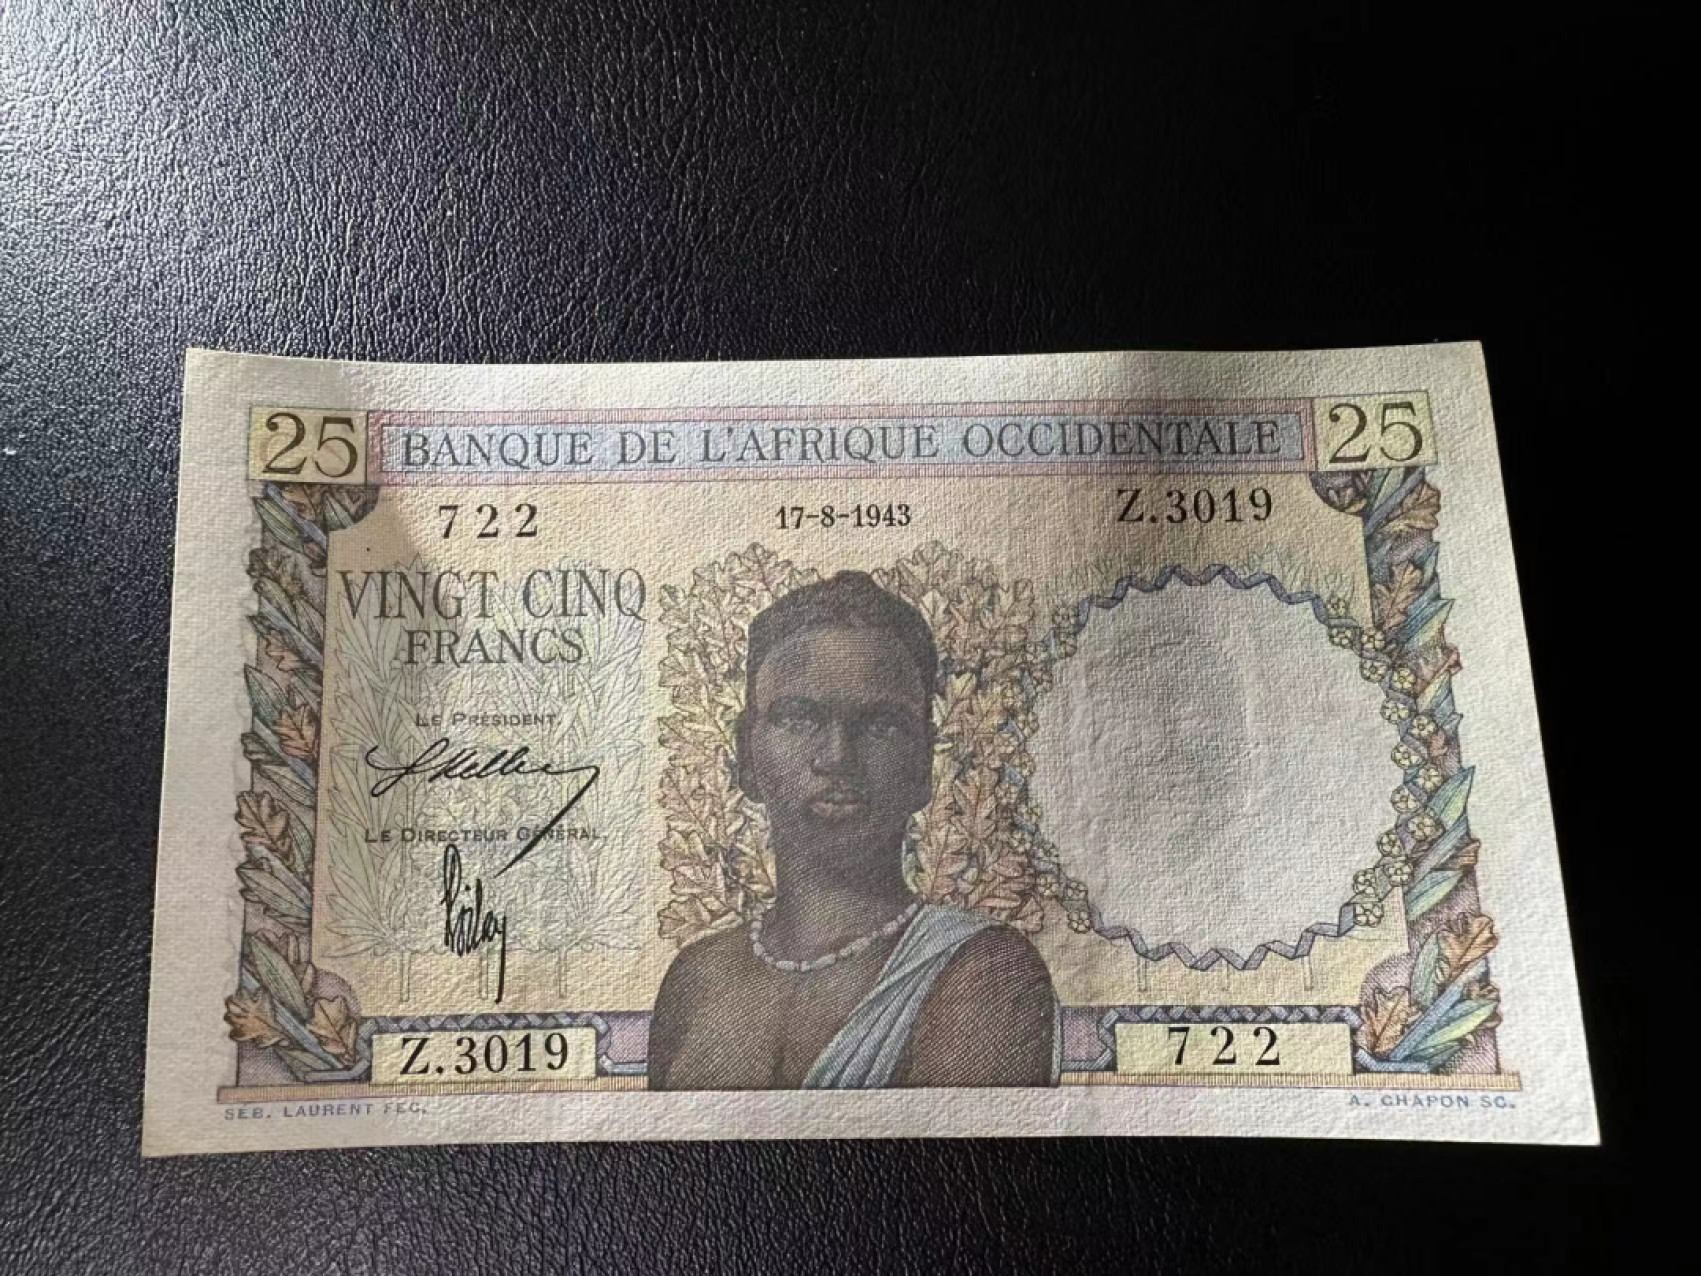 25 BANQUE DE L'AFRIQUE OCCIDENTALE 25
722 17-8-1943 Z.3019
VINGT CINQ
FRANCS
LE PRÉSIDENT,
LE DIRECTEUR GÉNÉRAL,
Z.3019 722
SEB. LAURENT FEC. A. CHAPON SC.